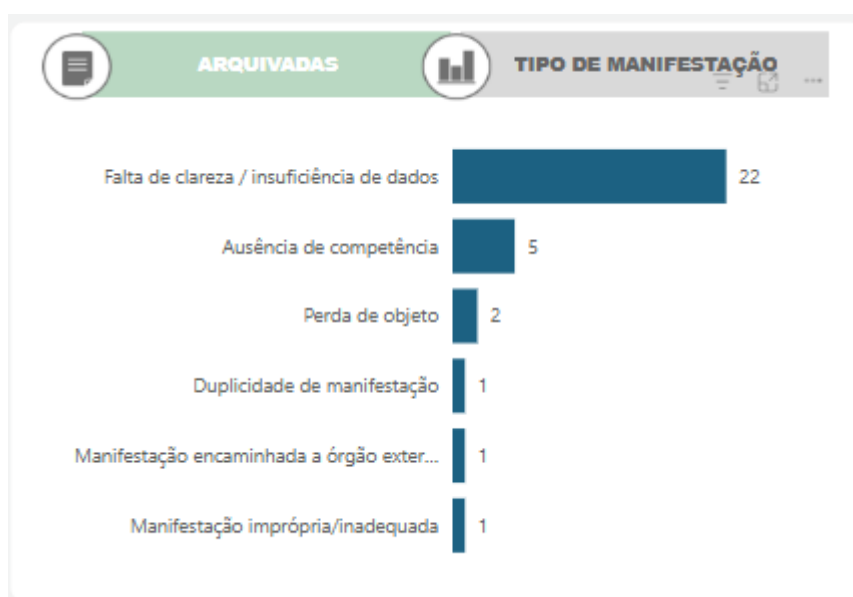 ARQUIVADAS
TIPO DE MANIFESTAÇÃO
Falta de clareza / insuficiência de dados 22
Ausência de competência 5
Perda de objeto 2
Duplicidade de manifestação 1
Manifestação encaminhada a órgão exter... 1
Manifestação imprópria/inadequada 1